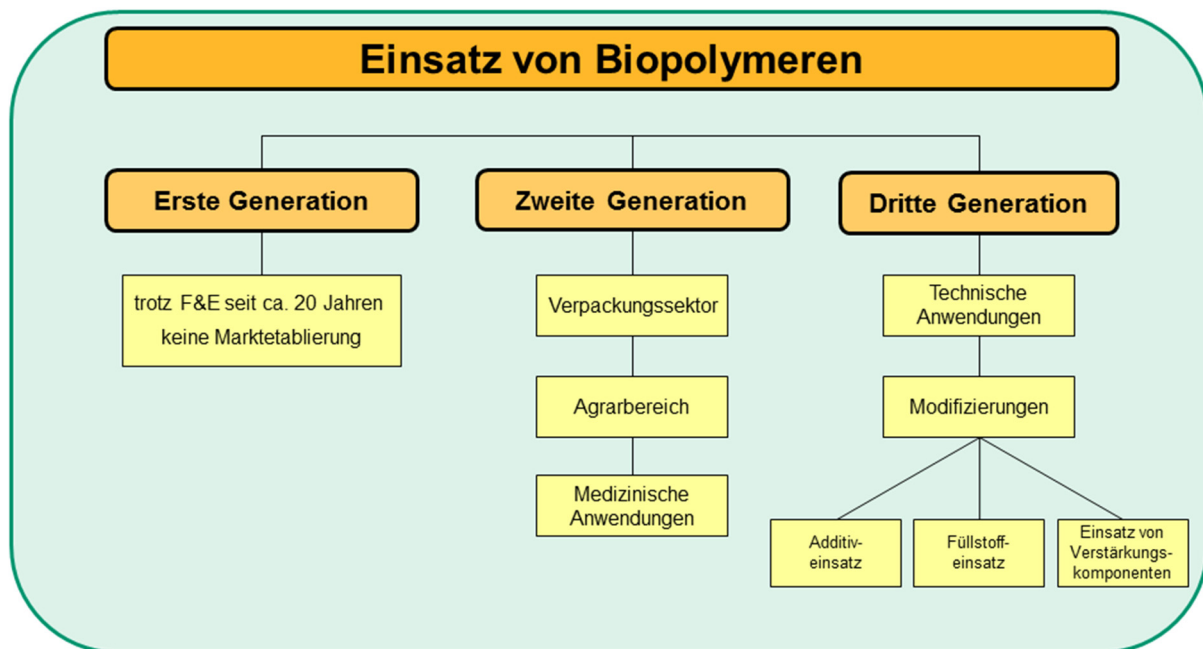 Einsatz von Biopolymeren
Erste Generation
Zweite Generation
Dritte Generation
trotz F&E seit ca. 20 Jahren
keine Marktetablierung
Verpackungssektor
Technische
Anwendungen
Agrarbereich
Modifizierungen
Medizinische
Anwendungen
Additiv-
einsatz
Füllstoff-
einsatz
Einsatz von
Verstärkungs-
komponenten